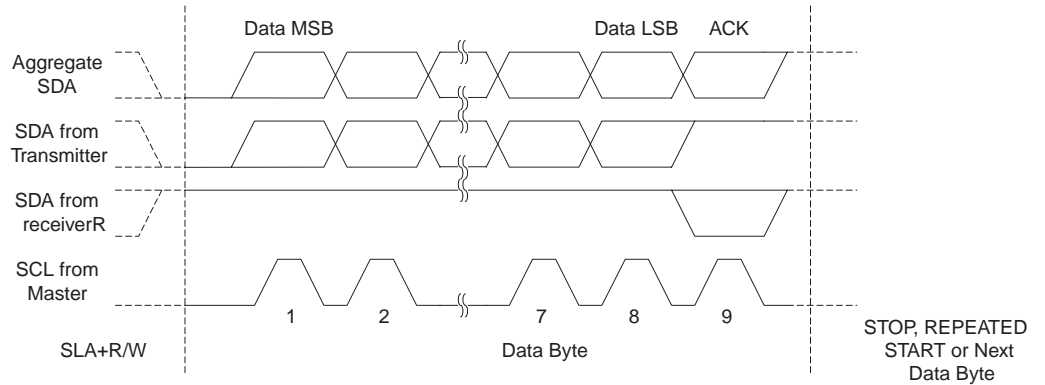 Data MSB
Data LSB
ACK
Aggregate
SDA
SDA from
Transmitter
SDA from
receiverR
SCL from
Master
1
2
7
8
9
SLA+R/W
Data Byte
STOP, REPEATED
START or Next
Data Byte